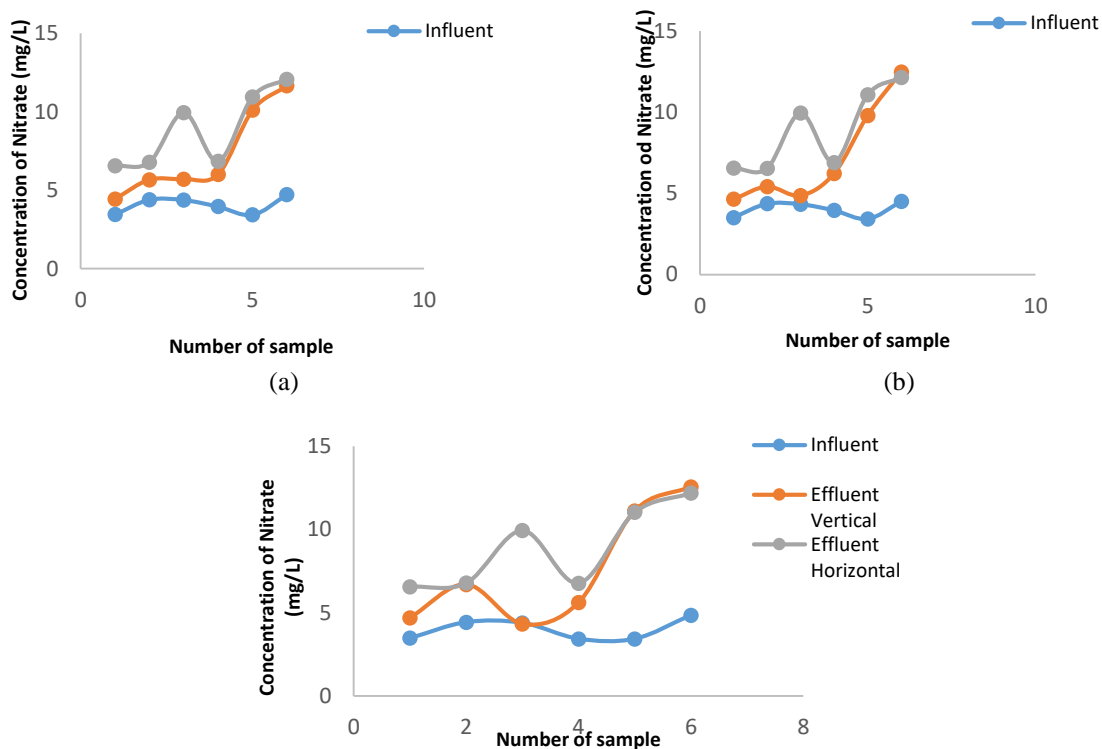 Concentration of Nitrate (mg/L)
15
10
5
0
0
5
10
Number of sample
Influent
(a)
Concentration od Nitrate (mg/L)
15
10
5
0
0
5
10
Number of sample
Influent
(b)
Concentration of Nitrate
(mg/L)
15
10
5
0
0
2
4
6
8
Number of sample
Influent
Effluent
Vertical
Effluent
Horizontal